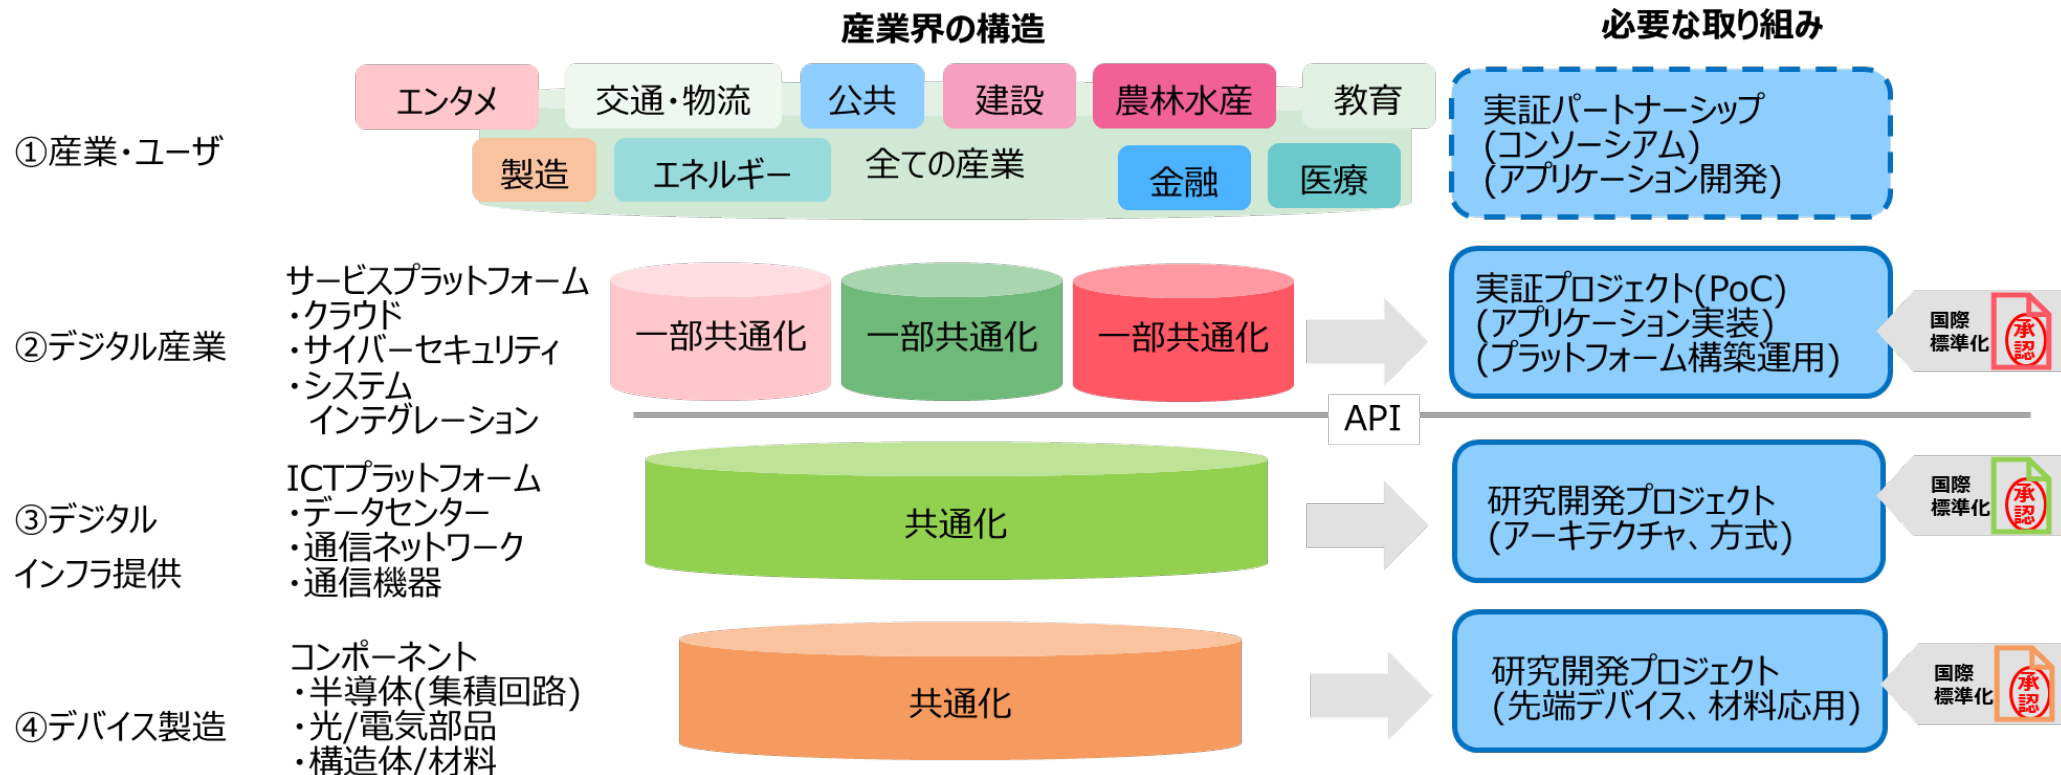 産業界の構造
必要な取り組み
①産業・ユーザ
エンタメ
交通・物流
公共
建設
農林水産
教育
製造
エネルギー
全ての産業
金融
医療
実証パートナーシップ
(コンソーシアム)
(アプリケーション開発)
②デジタル産業
サービスプラットフォーム
・クラウド
・サイバーセキュリティ
・システム
インテグレーション
一部共通化
一部共通化
一部共通化
実証プロジェクト(PoC)
(アプリケーション実装)
(プラットフォーム構築運用)
国際
標準化
承
認
API
③デジタル
インフラ提供
ICTプラットフォーム
・データセンター
・通信ネットワーク
・通信機器
共通化
研究開発プロジェクト
(アーキテクチャ、方式)
国際
標準化
承
認
④デバイス製造
コンポーネント
・半導体(集積回路)
・光/電気部品
・構造体/材料
共通化
研究開発プロジェクト
(先端デバイス、材料応用)
国際
標準化
承
認